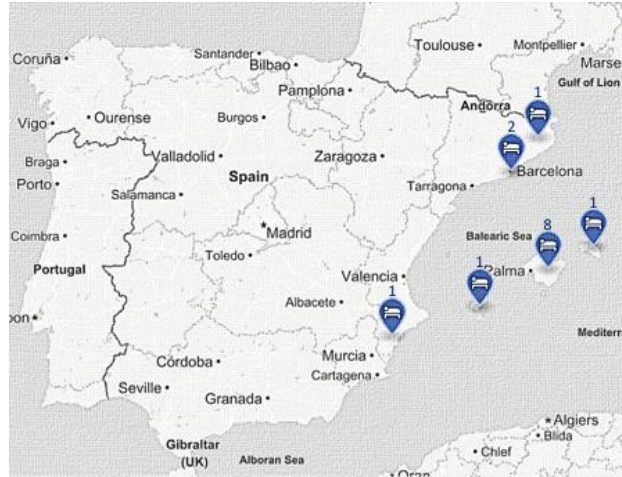 Toulouse
Montpellier
Coruña
Santander
Bilbao
Marse
Pamplona
Gulf of Lion
1
Andorra
Vigo
Ourense
Burgos
2
Braga
Valladolid
Spain
Zaragoza
Barcelona
Porto
Salamanca
Tarragona
1
Madrid
8
Balearic Sea
Coimbra
Toledo
Portugal
Valencia
1
Palma
1
Albacete
bon
Mediterr
Murcia
Córdoba
Cartagena
Seville
Granada
Algiers
Blida
Gibraltar
(UK)
Alboran Sea
Chlef
Oran